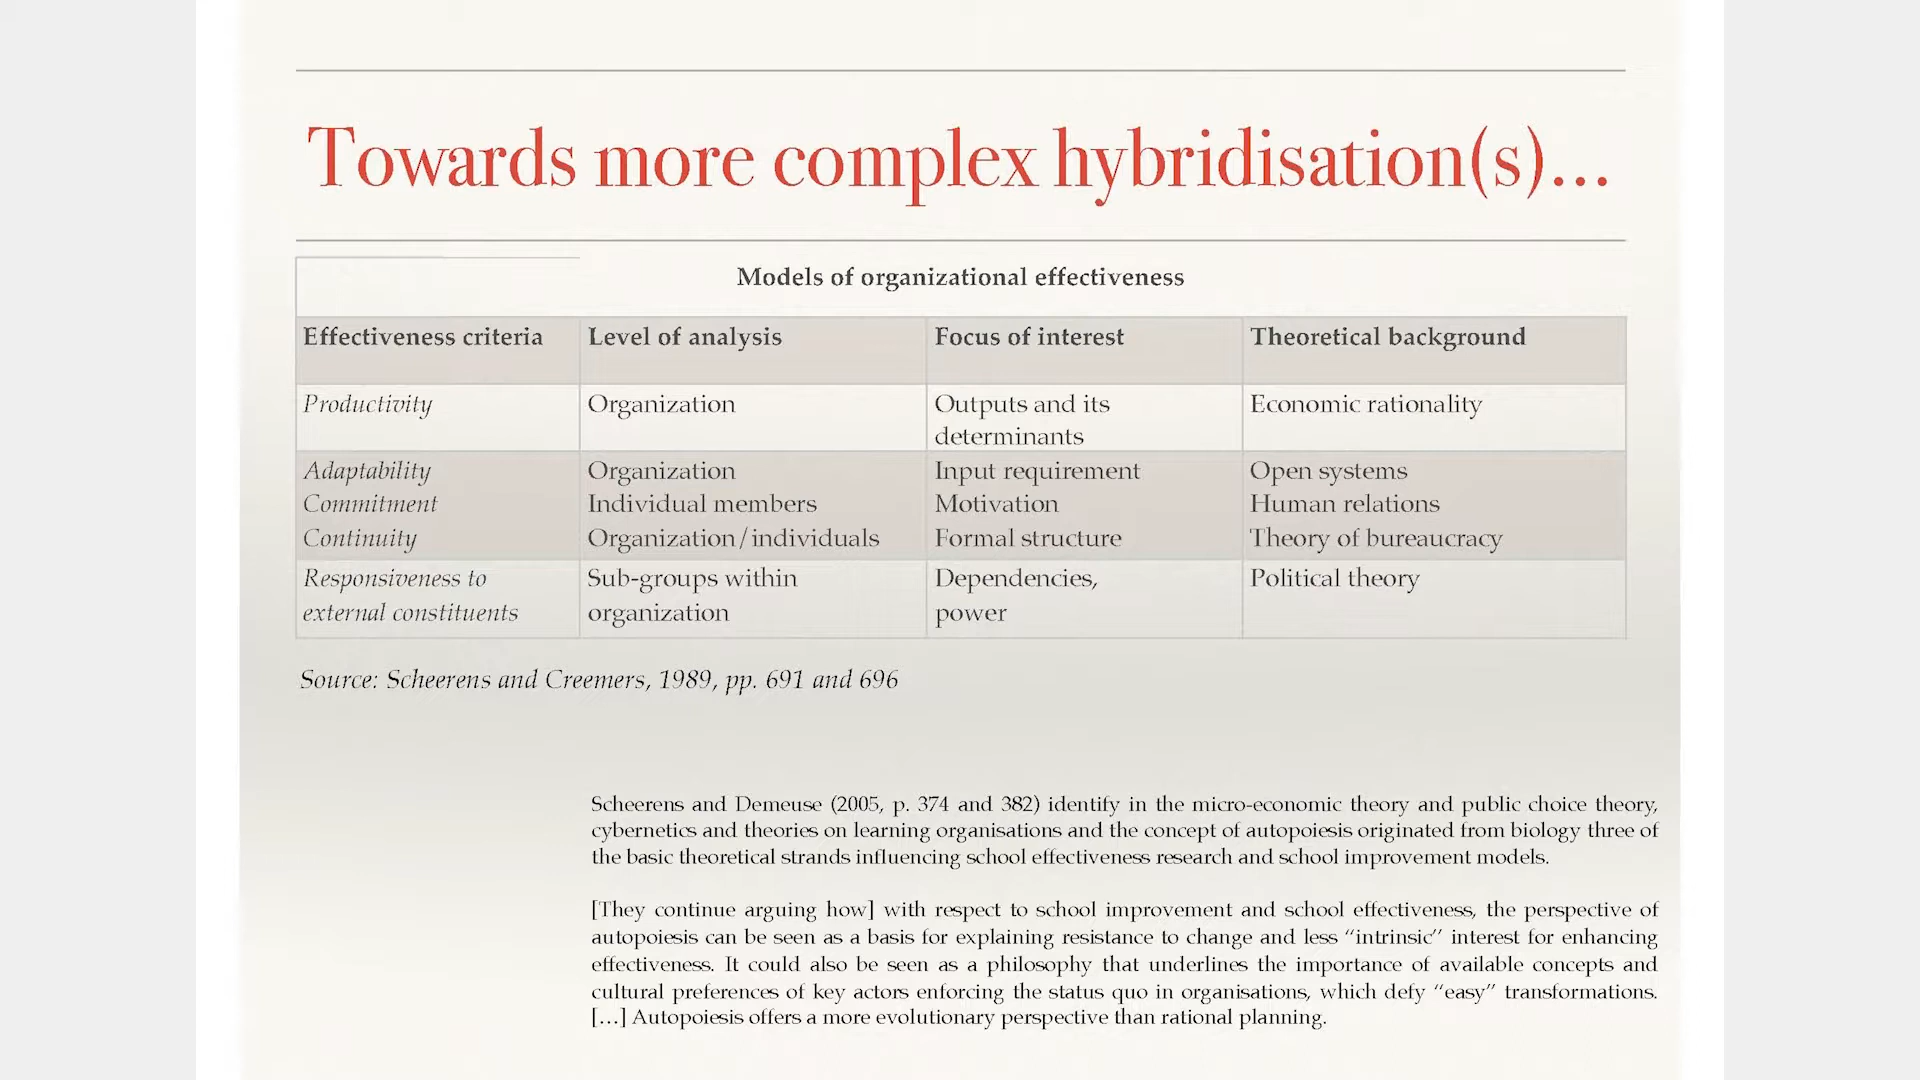 Towards more complex hybridisation(s)...
Models of organizational effectiveness
Effectiveness criteria Level of analysis Focus of interest Theoretical background
Productivity Organization Outputs and its determinants Economic rationality
Adaptability Organization Input requirement Open systems
Commitment Individual members Motivation Human relations
Continuity Organization/individuals Formal structure Theory of bureaucracy
Responsiveness to external constituents Sub-groups within organization Dependencies, power Political theory
Source: Scheerens and Creemers, 1989, pp. 691 and 696
Scheerens and Demeuse (2005, p. 374 and 382) identify in the micro-economic theory and public choice theory,
cybernetics and theories on learning organisations and the concept of autopoiesis originated from biology three of
the basic theoretical strands influencing school effectiveness research and school improvement models.
[They continue arguing how] with respect to school improvement and school effectiveness, the perspective of
autopoiesis can be seen as a basis for explaining resistance to change and less “intrinsic” interest for enhancing
effectiveness. It could also be seen as a philosophy that underlines the importance of available concepts and
cultural preferences of key actors enforcing the status quo in organisations, which defy “easy” transformations.
[…] Autopoiesis offers a more evolutionary perspective than rational planning.